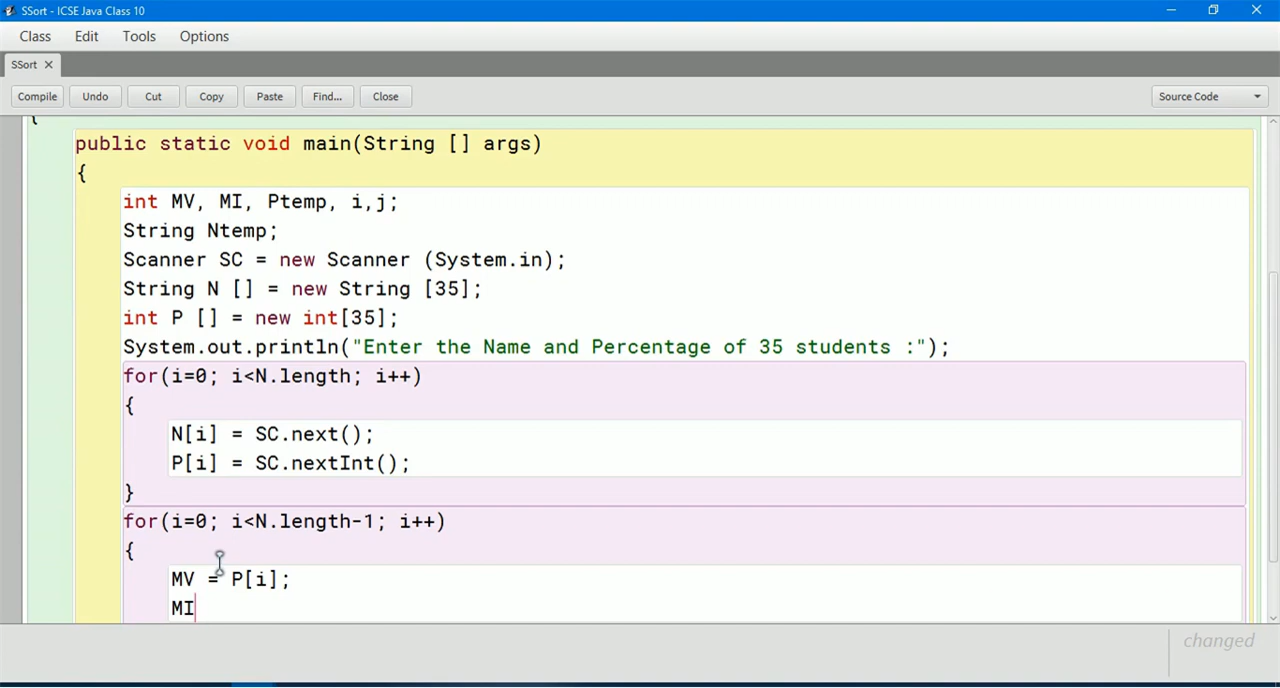 SSort - ICSE Java Class 10
Class Edit Tools Options
SSort ×
Compile Undo Cut Copy Paste Find... Close Source Code
{
public static void main(String [] args)
{
int MV, MI, Ptemp, i,j;
String Ntemp;
Scanner SC = new Scanner (System.in);
String N [] = new String [35];
int P [] = new int[35];
System.out.println("Enter the Name and Percentage of 35 students :");
for(i=0; i<N.length; i++)
{
N[i] = SC.next();
P[i] = SC.nextInt();
}
for(i=0; i<N.length-1; i++)
{
MV = P[i];
MI
changed